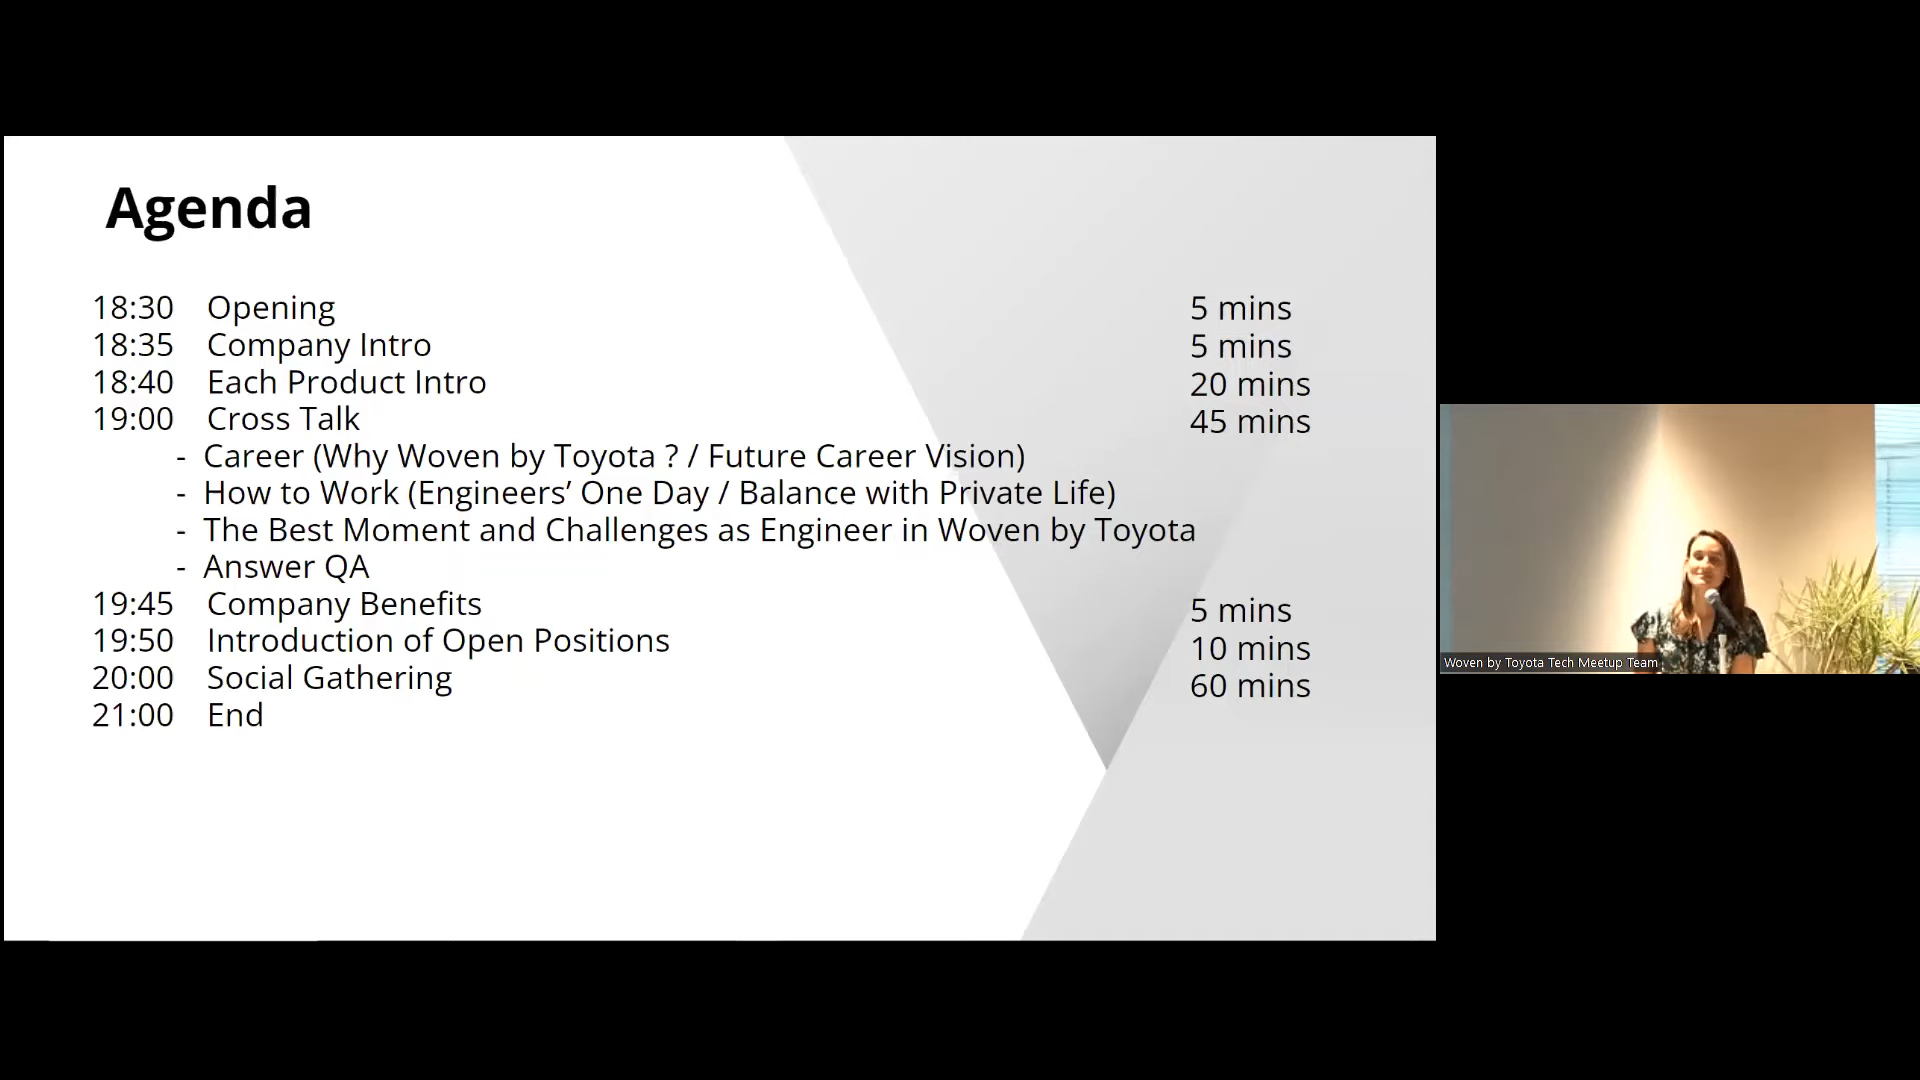 Agenda
18:30 Opening 5 mins
18:35 Company Intro 5 mins
18:40 Each Product Intro 20 mins
19:00 Cross Talk 45 mins
- Career (Why Woven by Toyota ? / Future Career Vision)
- How to Work (Engineers’ One Day / Balance with Private Life)
- The Best Moment and Challenges as Engineer in Woven by Toyota
- Answer QA
19:45 Company Benefits 5 mins
19:50 Introduction of Open Positions 10 mins
20:00 Social Gathering 60 mins
21:00 End
Woven by Toyota Tech Meetup Team